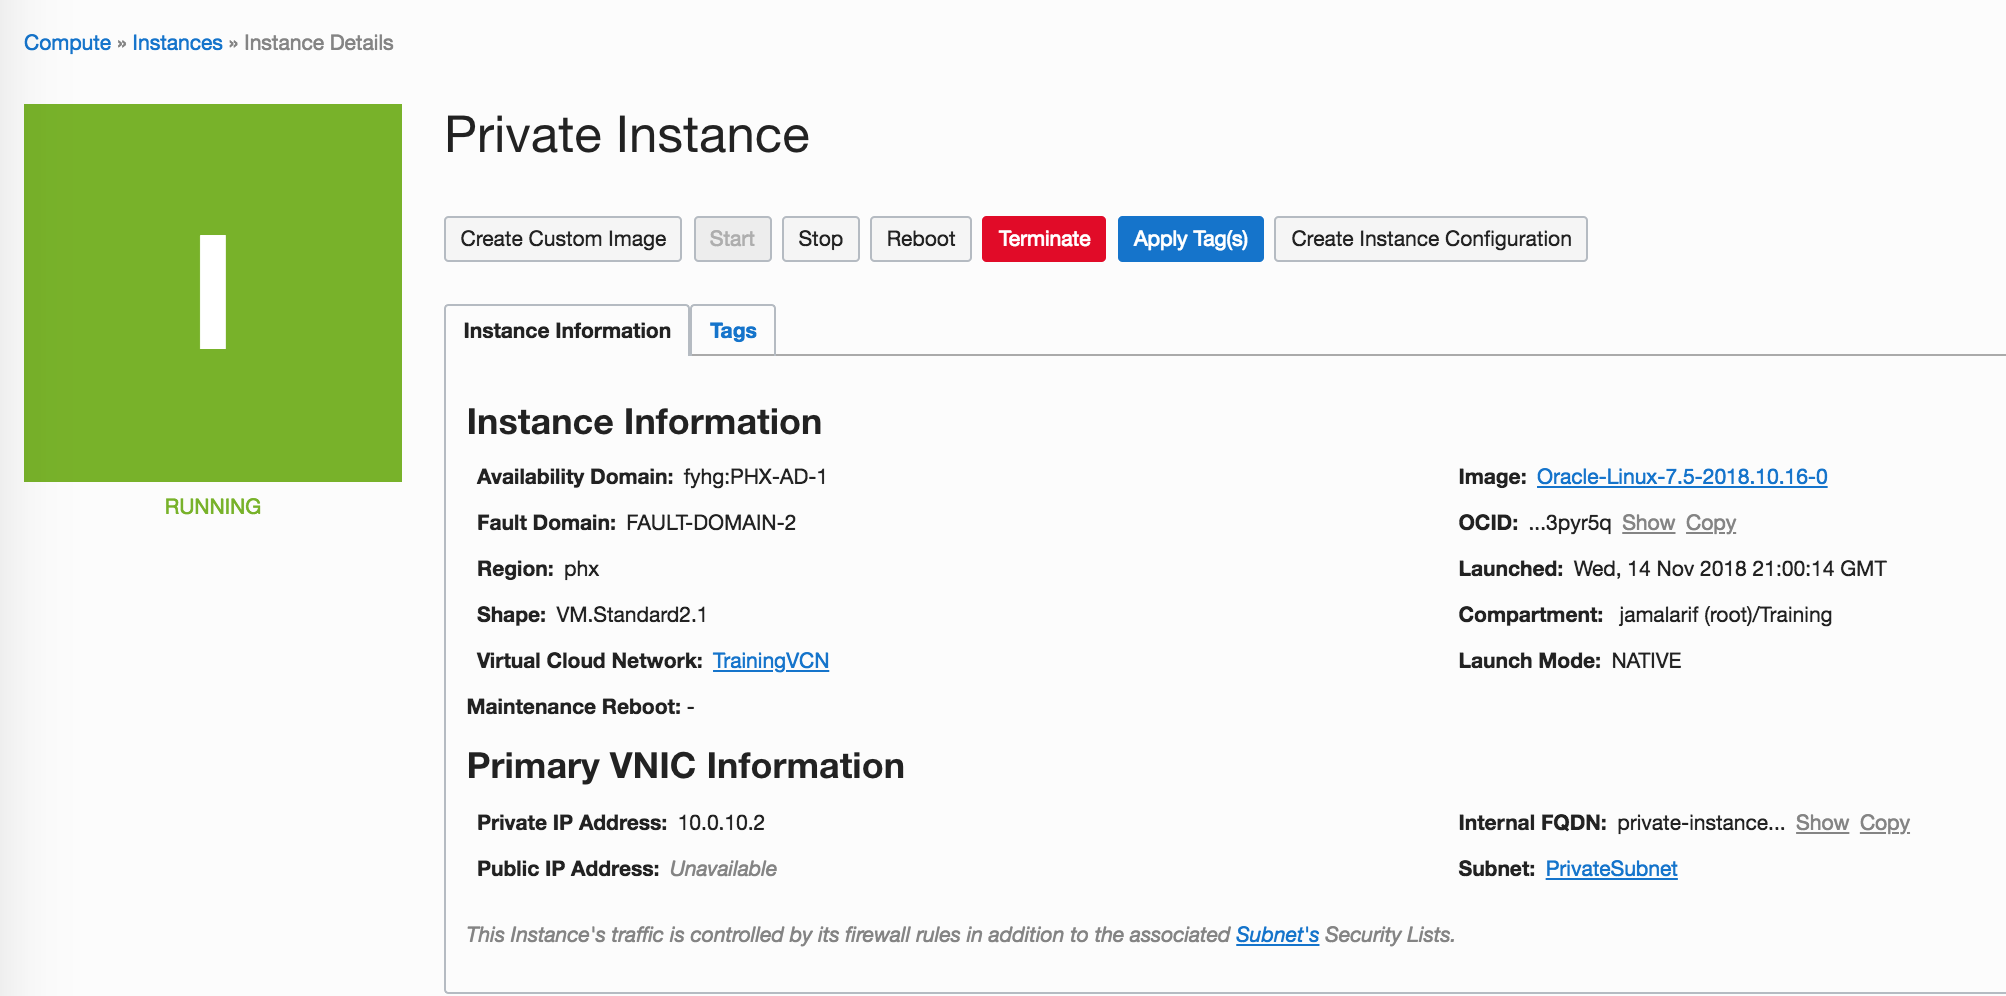 Compute » Instances » Instance Details
I
RUNNING
Private Instance
Create Custom Image Start Stop Reboot Terminate Apply Tag(s) Create Instance Configuration
Instance Information Tags
Instance Information
Availability Domain: fyhg:PHX-AD-1
Fault Domain: FAULT-DOMAIN-2
Region: phx
Shape: VM.Standard2.1
Virtual Cloud Network: TrainingVCN
Maintenance Reboot: -
Image: Oracle-Linux-7.5-2018.10.16-0
OCID: ...3pyr5q Show Copy
Launched: Wed, 14 Nov 2018 21:00:14 GMT
Compartment: jamalarif (root)/Training
Launch Mode: NATIVE
Primary VNIC Information
Private IP Address: 10.0.10.2
Public IP Address: Unavailable
Internal FQDN: private-instance... Show Copy
Subnet: PrivateSubnet
This Instance's traffic is controlled by its firewall rules in addition to the associated Subnet's Security Lists.